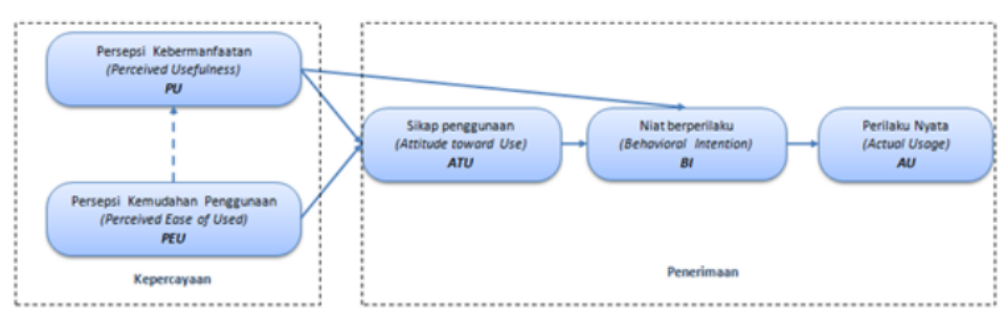 Persepsi Kebermanfaatan
(Perceived Usefulness)
PU
Persepsi Kemudahan Penggunaan
(Perceived Ease of Used)
PEU
Kepercayaan
Sikap penggunaan
(Attitude toward Use)
ATU
Niat berperilaku
(Behavioral Intention)
BI
Perilaku Nyata
(Actual Usage)
AU
Penerimaan